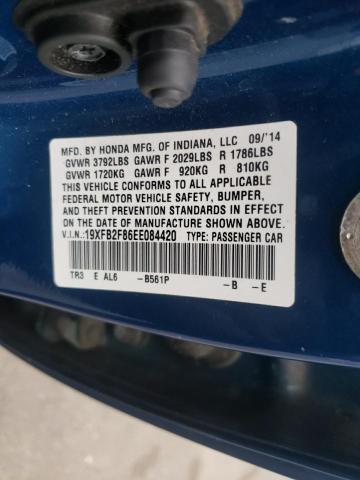 MFD. BY HONDA MFG. OF INDIANA, LLC 09/'14
GVWR 3792LBS GAWR F 2029LBS R 1786LBS
GVWR 1720KG GAWR F 920KG R 810KG
THIS VEHICLE CONFORMS TO ALL APPLICABLE
FEDERAL MOTOR VEHICLE SAFETY, BUMPER,
AND THEFT PREVENTION STANDARDS IN EFFECT
ON THE DATE OF MANUFACTURE SHOWN ABOVE.
V.I.N.:19XFB2F86EE084420 TYPE: PASSENGER CAR
TR3 E AL6 -B561P -B -E